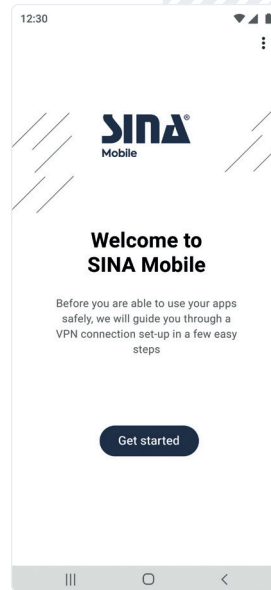 12:30
SINA®
Mobile
Welcome to
SINA Mobile
Before you are able to use your apps
safely, we will guide you through a
VPN connection set-up in a few easy
steps
Get started